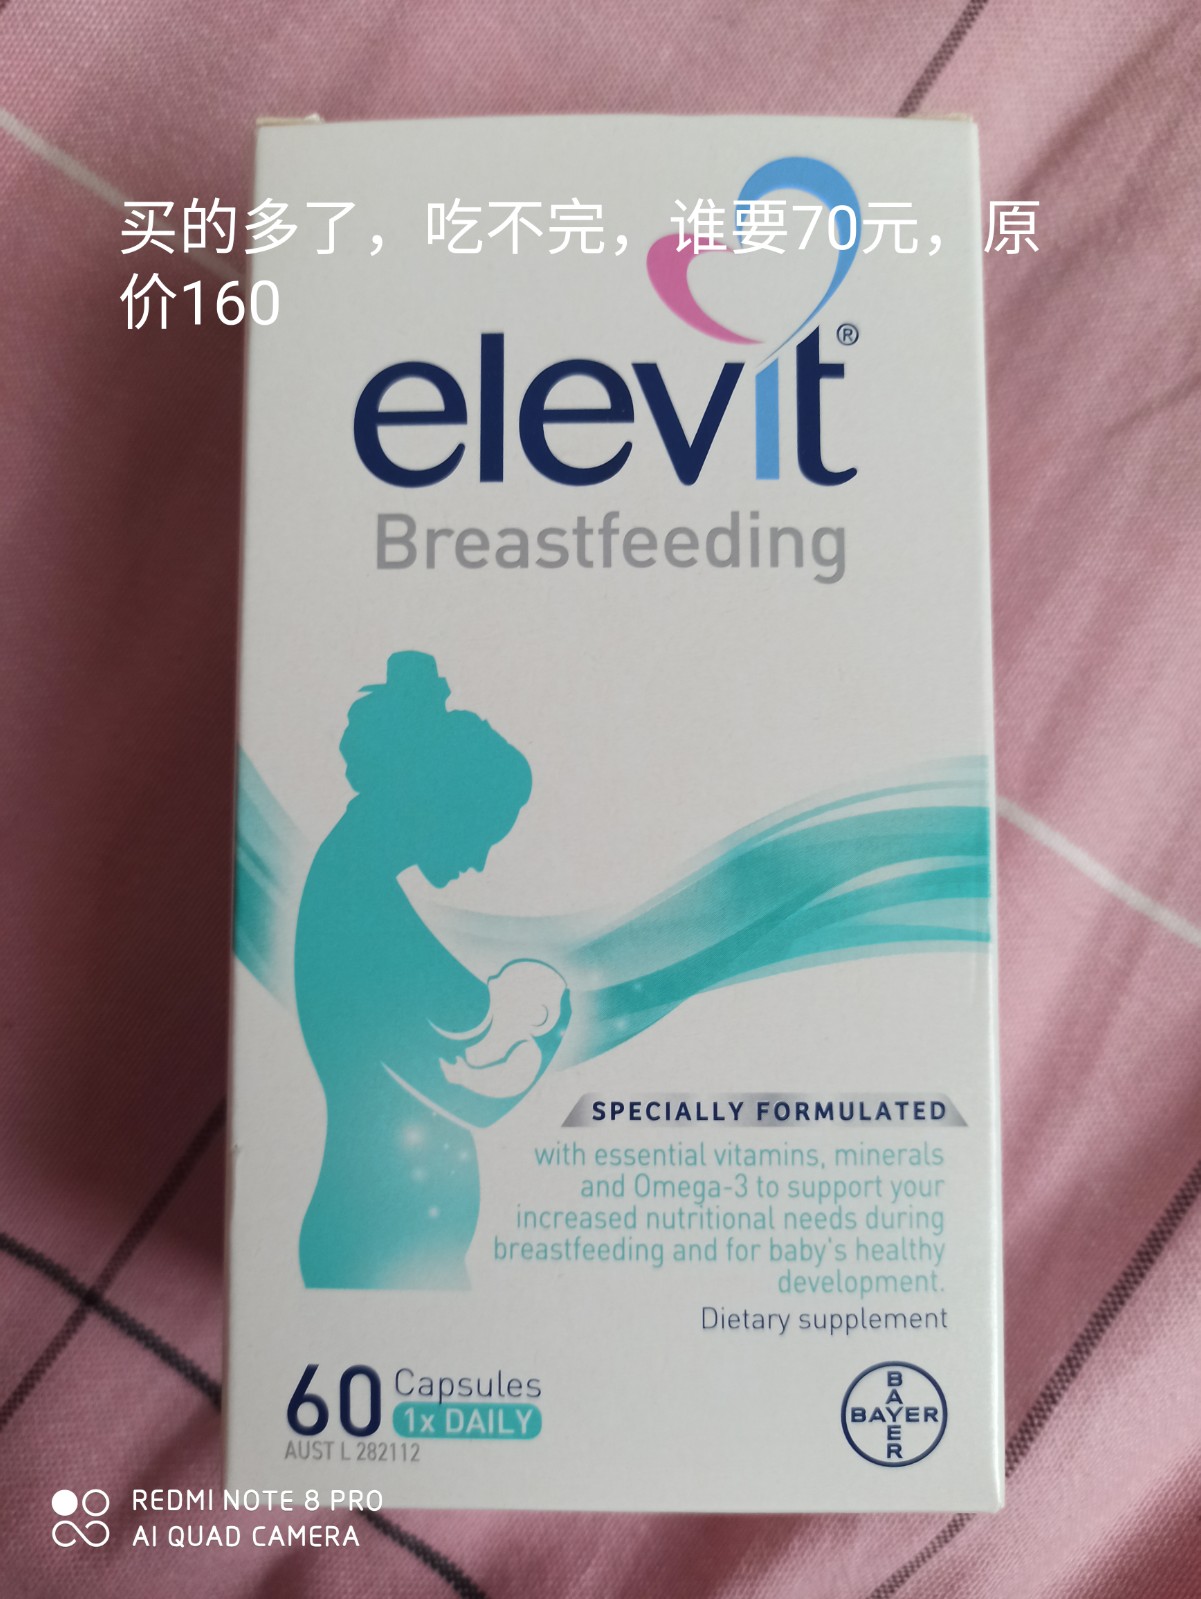 买的多了，吃不完，谁要70元，原
价160
elevit®
Breastfeeding
SPECIALLY FORMULATED
with essential vitamins, minerals
and Omega-3 to support your
increased nutritional needs during
breastfeeding and for baby's healthy
development.
Dietary supplement
60 Capsules
1x DAILY
AUST L 282112
BAYER
BAYER
REDMI NOTE 8 PRO
AI QUAD CAMERA